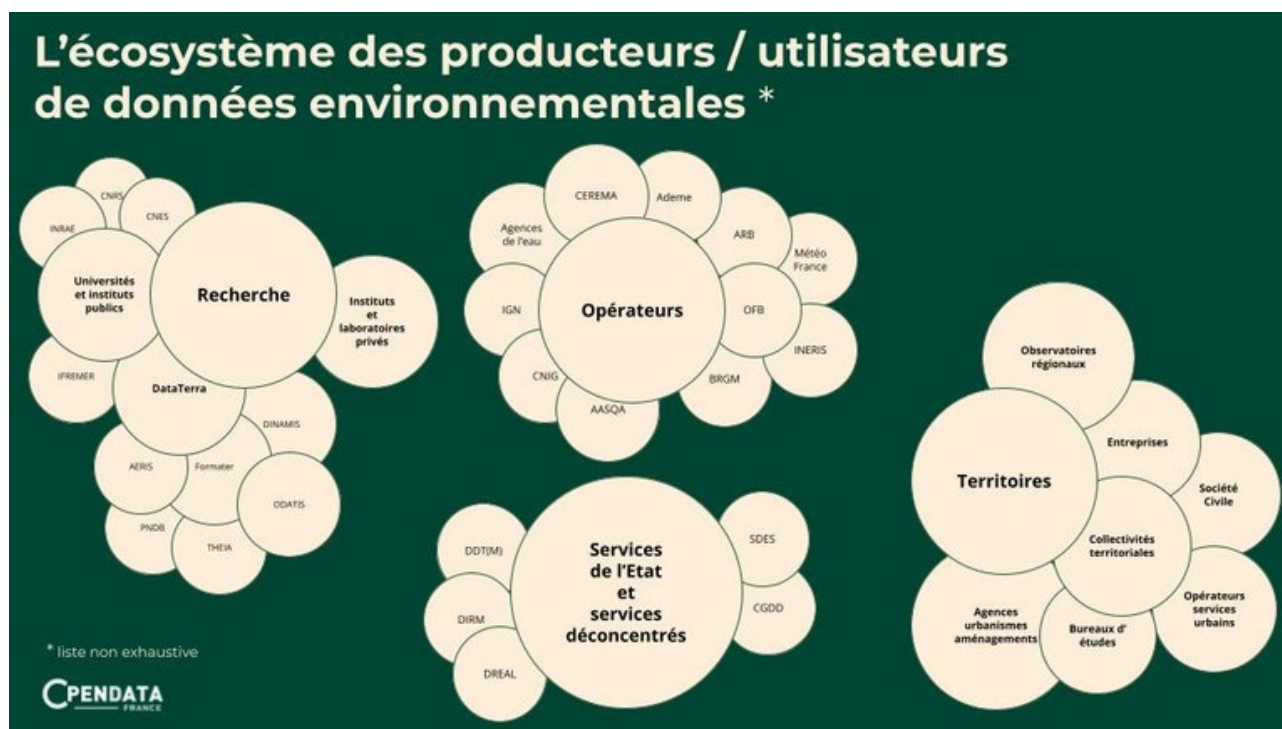 L'écosystème des producteurs / utilisateurs
de données environnementales *
CNRS
CNES
INRAE
Universités
et instituts
publics
Recherche
Instituts
et
laboratoires
privés
IFREMER
DataTerra
DINAMIS
AERIS
Formater
ODATIS
PNDB
THEIA
CEREMA
Ademe
Agences
de l'eau
ARB
Météo
France
IGN
Opérateurs
OFB
INERIS
CNIG
BRGM
AASQA
DDT(M)
Services
de l'Etat
et
services
déconcentrés
SDES
DIRM
CGDD
DREAL
Observatoires
régionaux
Entreprises
Territoires
Société
Civile
Collectivités
territoriales
Agences
urbanismes
aménagements
Bureaux d'
études
Opérateurs
services
urbains
* liste non exhaustive
OPENDATA
FRANCE